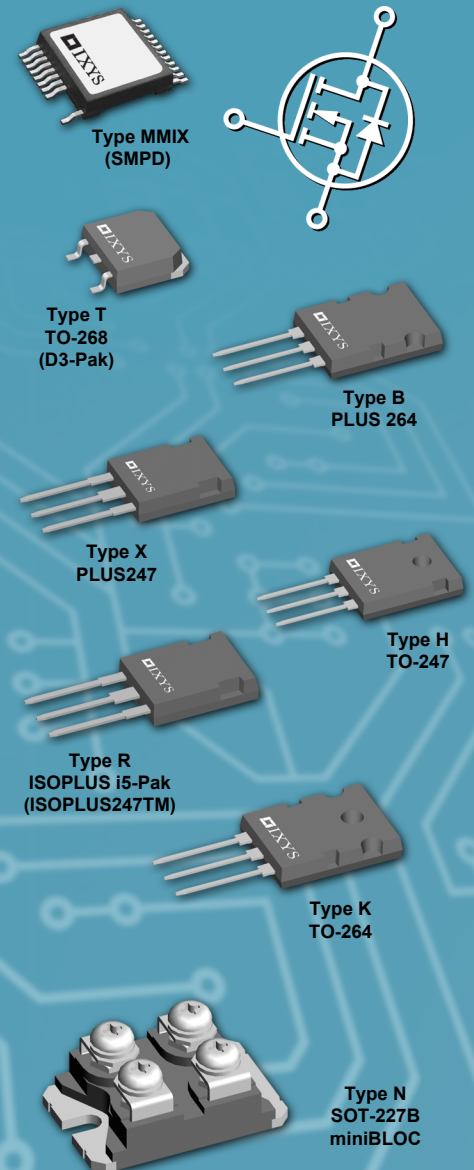 IXYS
Type MMIX
(SMPD)
IXYS
Type T
TO-268
(D3-Pak)
IXYS
Type B
PLUS 264
IXYS
Type X
PLUS247
IXYS
Type H
TO-247
IXYS
Type R
ISOPLUS i5-Pak
(ISOPLUS247TM)
IXYS
Type K
TO-264
Type N
SOT-227B
miniBLOC